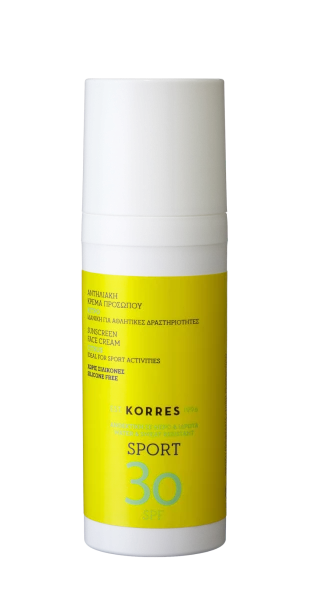 ΑΝΤΗΛΙΑΚΗ
ΚΡΕΜΑ ΠΡΟΣΩΠΟΥ
ΙΔΑΝΙΚΗ ΓΙΑ ΑΘΛΗΤΙΚΕΣ ΔΡΑΣΤΗΡΙΟΤΗΤΕΣ
SUNSCREEN
FACE CREAM
IDEAL FOR SPORT ACTIVITIES
ΧΩΡΙΣ ΣΙΛΙΚΟΝΕΣ
SILICONE FREE
KORRES
SPORT
30
SPF